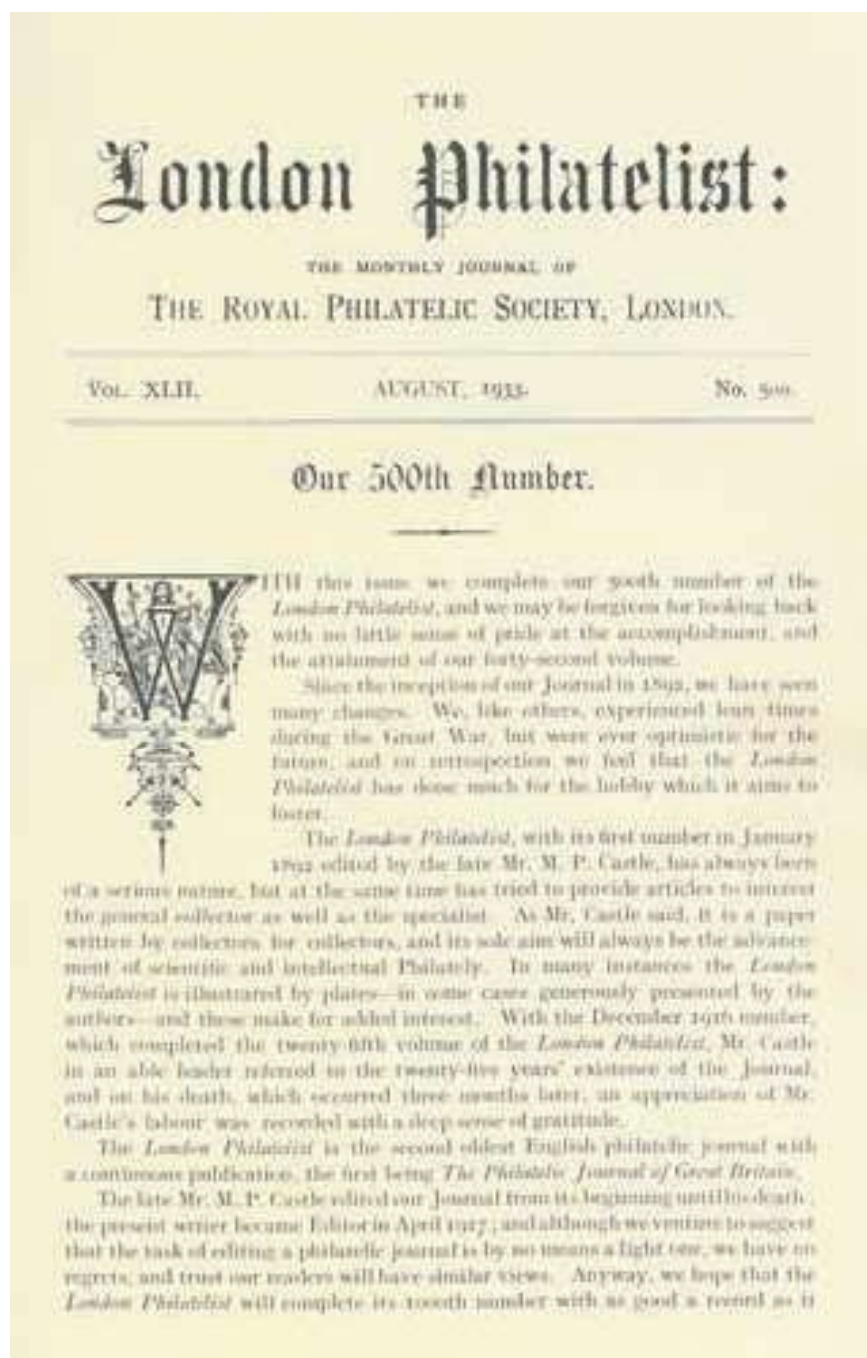 THE
London Philatelist:
THE MONTHLY JOURNAL OF
THE ROYAL PHILATELIC SOCIETY, LONDON.
VOL. XLII. AUGUST, 1933. No. 500.
Our 500th Number.
WITH this issue we complete our 500th number of the
London Philatelist, and we may be forgiven for looking back
with no little sense of pride at the accomplishment, and
the attainment of our forty-second volume.
Since the inception of our Journal in 1892, we have seen
many changes. We, like others, experienced lean times
during the Great War, but were ever optimistic for the
future, and on retrospection we feel that the London
Philatelist has done much for the hobby which it aims to
foster.
The London Philatelist, with its first number in January
1892 edited by the late Mr. M. P. Castle, has always been
of a serious nature, but at the same time has tried to provide articles to interest
the general collector as well as the specialist. As Mr. Castle said, it is a paper
written by collectors for collectors, and its sole aim will always be the advance-
ment of scientific and intellectual Philately. In many instances the London
Philatelist is illustrated by plates—in some cases generously presented by the
authors—and these make for added interest. With the December 1916 number,
which completed the twenty-fifth volume of the London Philatelist, Mr. Castle
in an able leader referred to the twenty-five years' existence of the Journal,
and on his death, which occurred three months later, an appreciation of Mr.
Castle's labour was recorded with a deep sense of gratitude.
The London Philatelist is the second oldest English philatelic journal with
a continuous publication, the first being The Philatelic Journal of Great Britain.
The late Mr. M. P. Castle edited our Journal from its beginning until his death;
the present writer became Editor in April 1917; and although we venture to suggest
that the task of editing a philatelic journal is by no means a light one, we have no
regrets, and trust our readers will have similar views. Anyway, we hope that the
London Philatelist will complete its 1000th number with as good a record as it